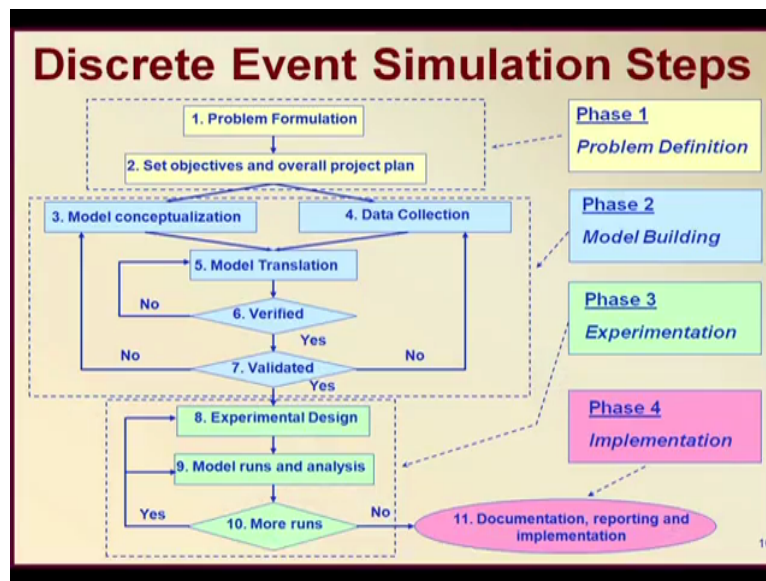 Discrete Event Simulation Steps
1. Problem Formulation
2. Set objectives and overall project plan
Phase 1
Problem Definition
3. Model conceptualization
4. Data Collection
Phase 2
Model Building
5. Model Translation
No
6. Verified
Yes
No
No
7. Validated
Yes
Phase 3
Experimentation
8. Experimental Design
9. Model runs and analysis
Yes
10. More runs
No
Phase 4
Implementation
11. Documentation, reporting and
implementation